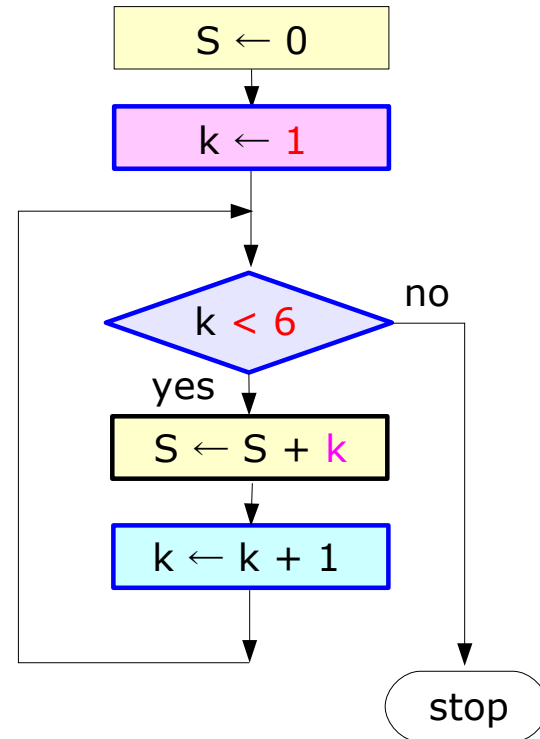 S ← 0
k ← 1
k < 6
no
yes
S ← S + k
k ← k + 1
stop